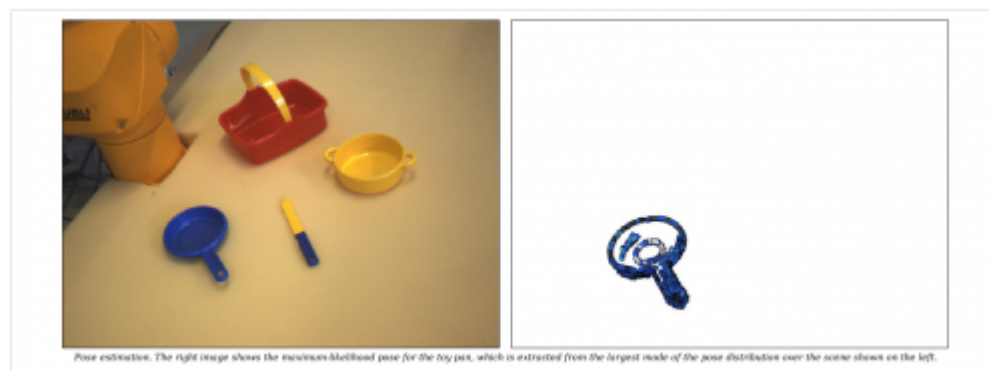 Pose estimation. The right image shows the maximum-likelihood pose for the toy pan, which is extracted from the largest mode of the pose distribution over the scene shown on the left.